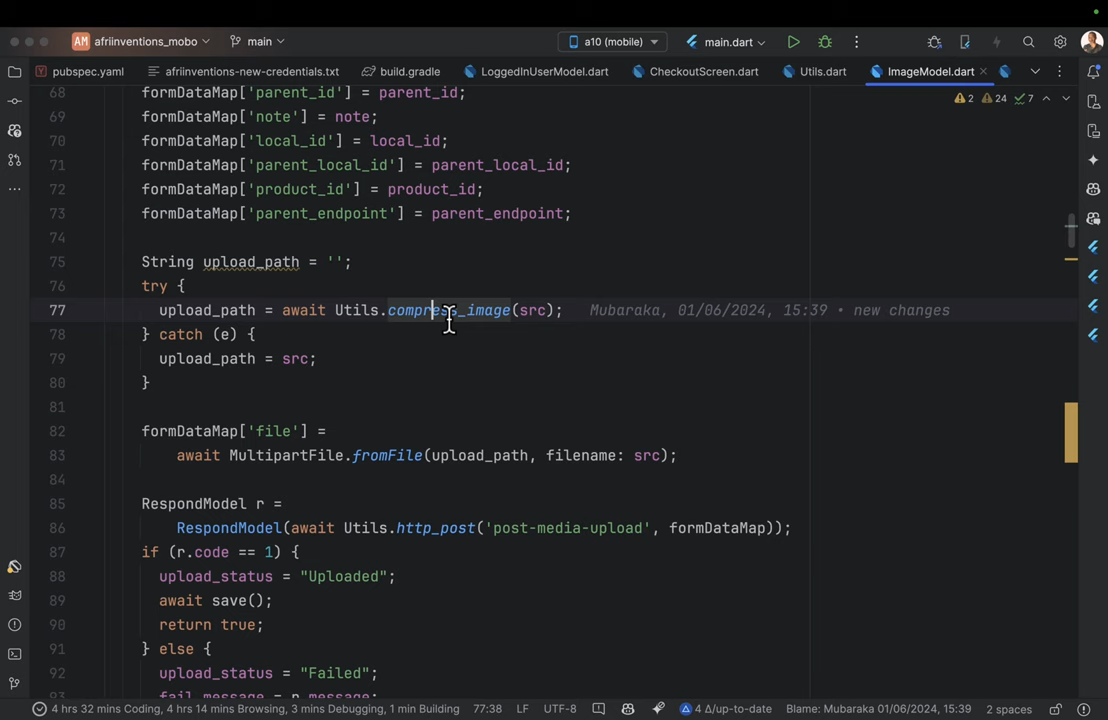 AM afriinventions_mobo main a10 (mobile) main.dart
pubspec.yaml afriinventions-new-credentials.txt build.gradle LoggedInUserModel.dart CheckoutScreen.dart Utils.dart ImageModel.dart
2 24 7
68 formDataMap['parent_id'] = parent_id;
69 formDataMap['note'] = note;
70 formDataMap['local_id'] = local_id;
71 formDataMap['parent_local_id'] = parent_local_id;
72 formDataMap['product_id'] = product_id;
73 formDataMap['parent_endpoint'] = parent_endpoint;
74
75 String upload_path = '';
76 try {
77 upload_path = await Utils.compress_image(src); Mubaraka, 01/06/2024, 15:39 • new changes
78 } catch (e) {
79 upload_path = src;
80 }
81
82 formDataMap['file'] =
83 await MultipartFile.fromFile(upload_path, filename: src);
84
85 RespondModel r =
86 RespondModel(await Utils.http_post('post-media-upload', formDataMap));
87 if (r.code == 1) {
88 upload_status = "Uploaded";
89 await save();
90 return true;
91 } else {
92 upload_status = "Failed";
93 fail_message = r.message;
4 hrs 32 mins Coding, 4 hrs 14 mins Browsing, 3 mins Debugging, 1 min Building 77:38 LF UTF-8 4 Δ/up-to-date Blame: Mubaraka 01/06/2024, 15:39 2 spaces